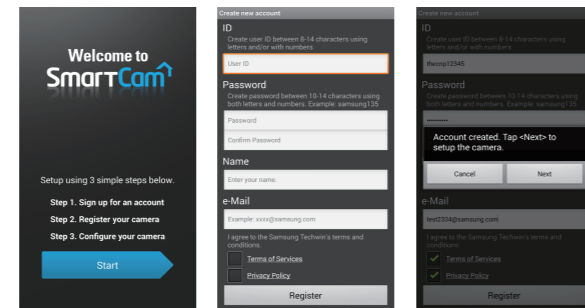 Welcome to
SmartCam
Setup using 3 simple steps below.
Step 1. Sign up for an account
Step 2. Register your camera
Step 3. Configure your camera
Start
Create new account
ID
Create user ID between 8-14 characters using
letters and/or with numbers
User ID
Password
Create password between 10-14 characters using
both letters and numbers. Example: samsung135
Password
Confirm Password
Name
Enter your name.
e-Mail
Example: xxxx@samsung.com
I agree to the Samsung Techwin's terms and
conditions.
Terms of Services
Privacy Policy
Register
Create new account
ID
Create user ID between 8-14 characters using
letters and/or with numbers
Password
Create password between 10-14 characters using
both letters and numbers. Example: samsung135
Account created. Tap <Next> to
setup the camera.
Cancel
Next
e-Mail
test2334@samsung.com
I agree to the Samsung Techwin's terms and
conditions.
Terms of Services
Privacy Policy
Register